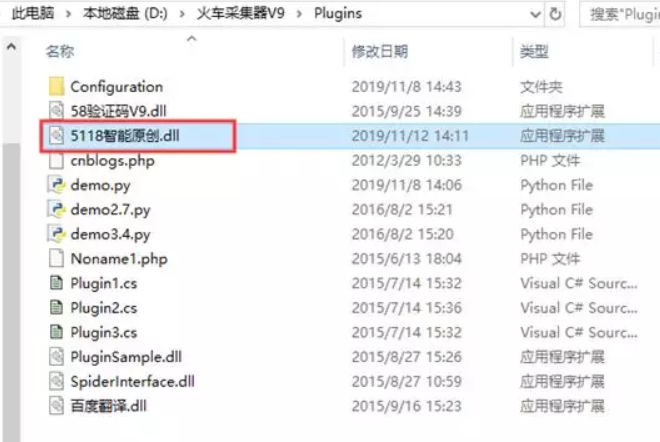 此电脑 > 本地磁盘 (D:) > 火车采集器V9 > Plugins 搜索"Plugin
名称 修改日期 类型
Configuration 2019/11/8 14:43 文件夹
58验证码V9.dll 2015/9/25 14:39 应用程序扩展
5118智能原创.dll 2019/11/12 14:11 应用程序扩展
cnblogs.php 2012/3/29 10:33 PHP 文件
demo.py 2019/11/8 14:06 Python File
demo2.7.py 2016/8/2 15:21 Python File
demo3.4.py 2016/8/2 15:20 Python File
Noname1.php 2015/6/13 18:04 PHP 文件
Plugin1.cs 2015/7/14 15:32 Visual C# Sourc...
Plugin2.cs 2015/7/14 15:36 Visual C# Sourc...
Plugin3.cs 2015/7/14 15:32 Visual C# Sourc...
PluginSample.dll 2015/8/27 15:26 应用程序扩展
SpiderInterface.dll 2015/8/27 10:59 应用程序扩展
百度翻译.dll 2015/9/16 15:23 应用程序扩展